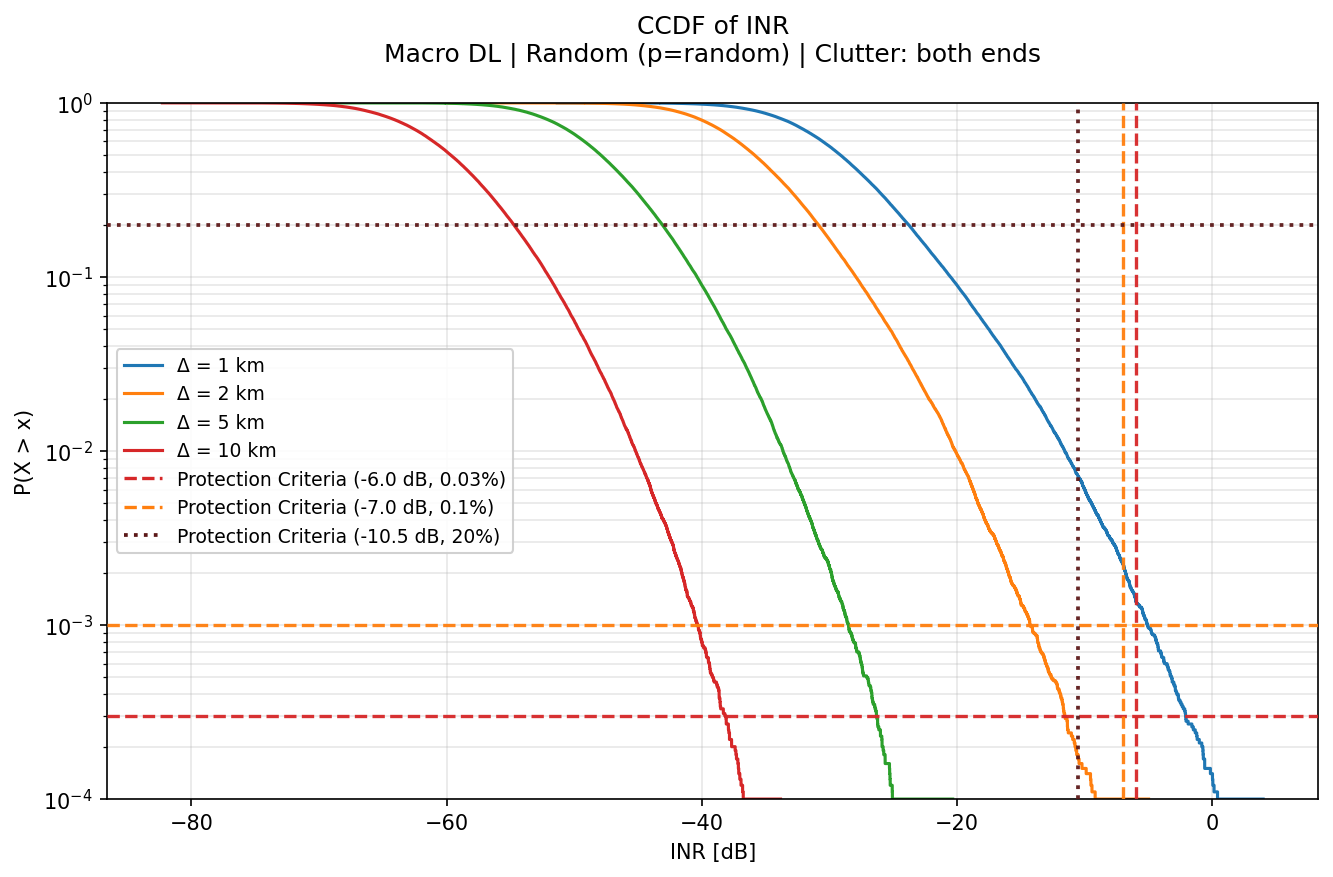 CCDF of INR
Macro DL | Random (p=random) | Clutter: both ends
P(X > x)
10⁰
10⁻¹
10⁻²
10⁻³
10⁻⁴
Δ = 1 km
Δ = 2 km
Δ = 5 km
Δ = 10 km
Protection Criteria (-6.0 dB, 0.03%)
Protection Criteria (-7.0 dB, 0.1%)
Protection Criteria (-10.5 dB, 20%)
−80 −60 −40 −20 0
INR [dB]